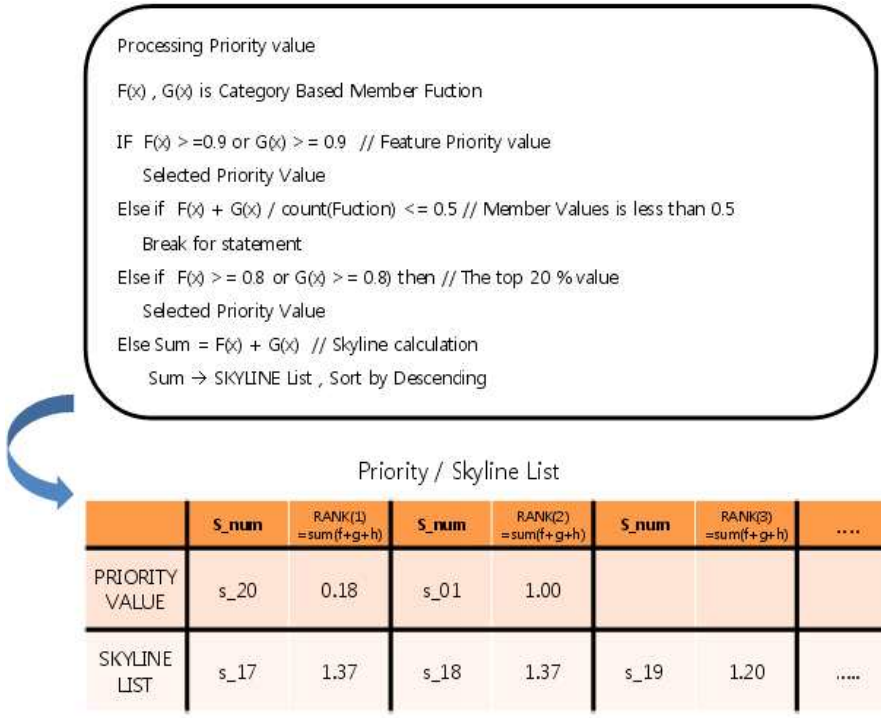 Processing Priority value
F(x) , G(x) is Category Based Member Fuction
IF F(x) > =0.9 or G(x) > = 0.9 // Feature Priority value
Selected Priority Value
Else if F(x) + G(x) / count(Fuction) <= 0.5 // Member Values is less than 0.5
Break for statement
Else if F(x) > = 0.8 or G(x) > = 0.8) then // The top 20 % value
Selected Priority Value
Else Sum = F(x) + G(x) // Skyline calculation
Sum → SKYLINE List , Sort by Descending
Priority / Skyline List
S_num RANK(1) =sum(f+g+h) S_num RANK(2) =sum(f+g+h) S_num RANK(3) =sum(f+g+h) ....
PRIORITY VALUE s_20 0.18 s_01 1.00
SKYLINE LIST s_17 1.37 s_18 1.37 s_19 1.20 .....